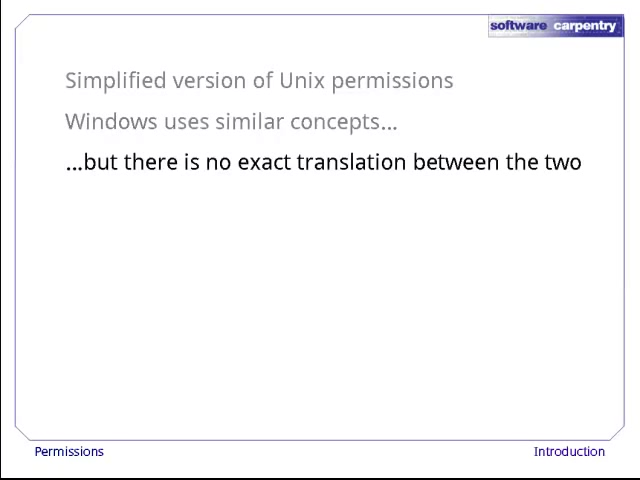 software carpentry
Simplified version of Unix permissions
Windows uses similar concepts...
...but there is no exact translation between the two
Permissions
Introduction